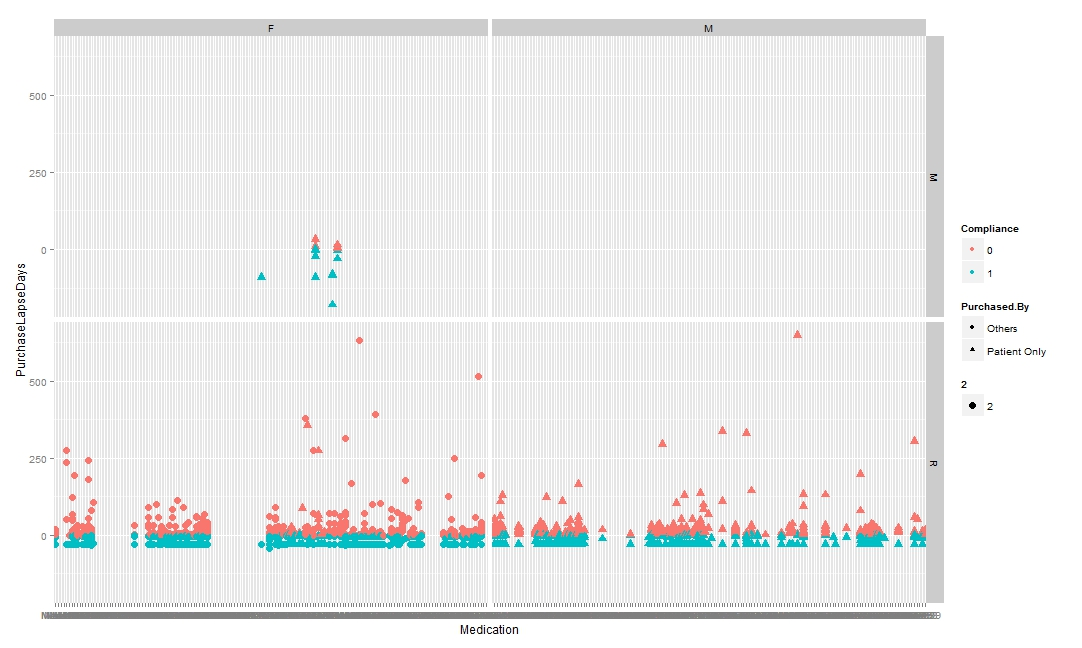 F
M
500
250
0
M
500
250
0
R
PurchaseLapseDays
Medication
Compliance
0
1
Purchased.By
Others
Patient Only
2
2